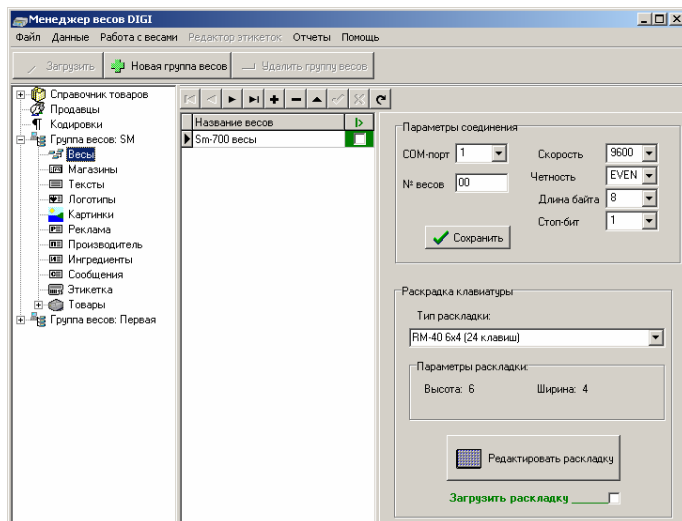 Менеджер весов DIGI
Файл Данные Работа с весами Редактор этикеток Отчеты Помощь
Загрузить Новая группа весов Удалить группу весов
Справочник товаров
Продавцы
Кодировки
Группа весов: SM
Весы
Магазины
Тексты
Логотипы
Картинки
Реклама
Производитель
Ингредиенты
Сообщения
Этикетка
Товары
Группа весов: Первая
Название весов
Sm-700 весы
Параметры соединения
COM-порт 1 Скорость 9600
№ весов 00 Четность EVEN
Длина байта 8
Стоп-бит 1
Сохранить
Раскрадка клавиатуры
Тип раскладки:
RM-40 6x4 (24 клавиш)
Параметры раскладки:
Высота: 6 Ширина: 4
Редактировать раскладку
Загрузить раскладку